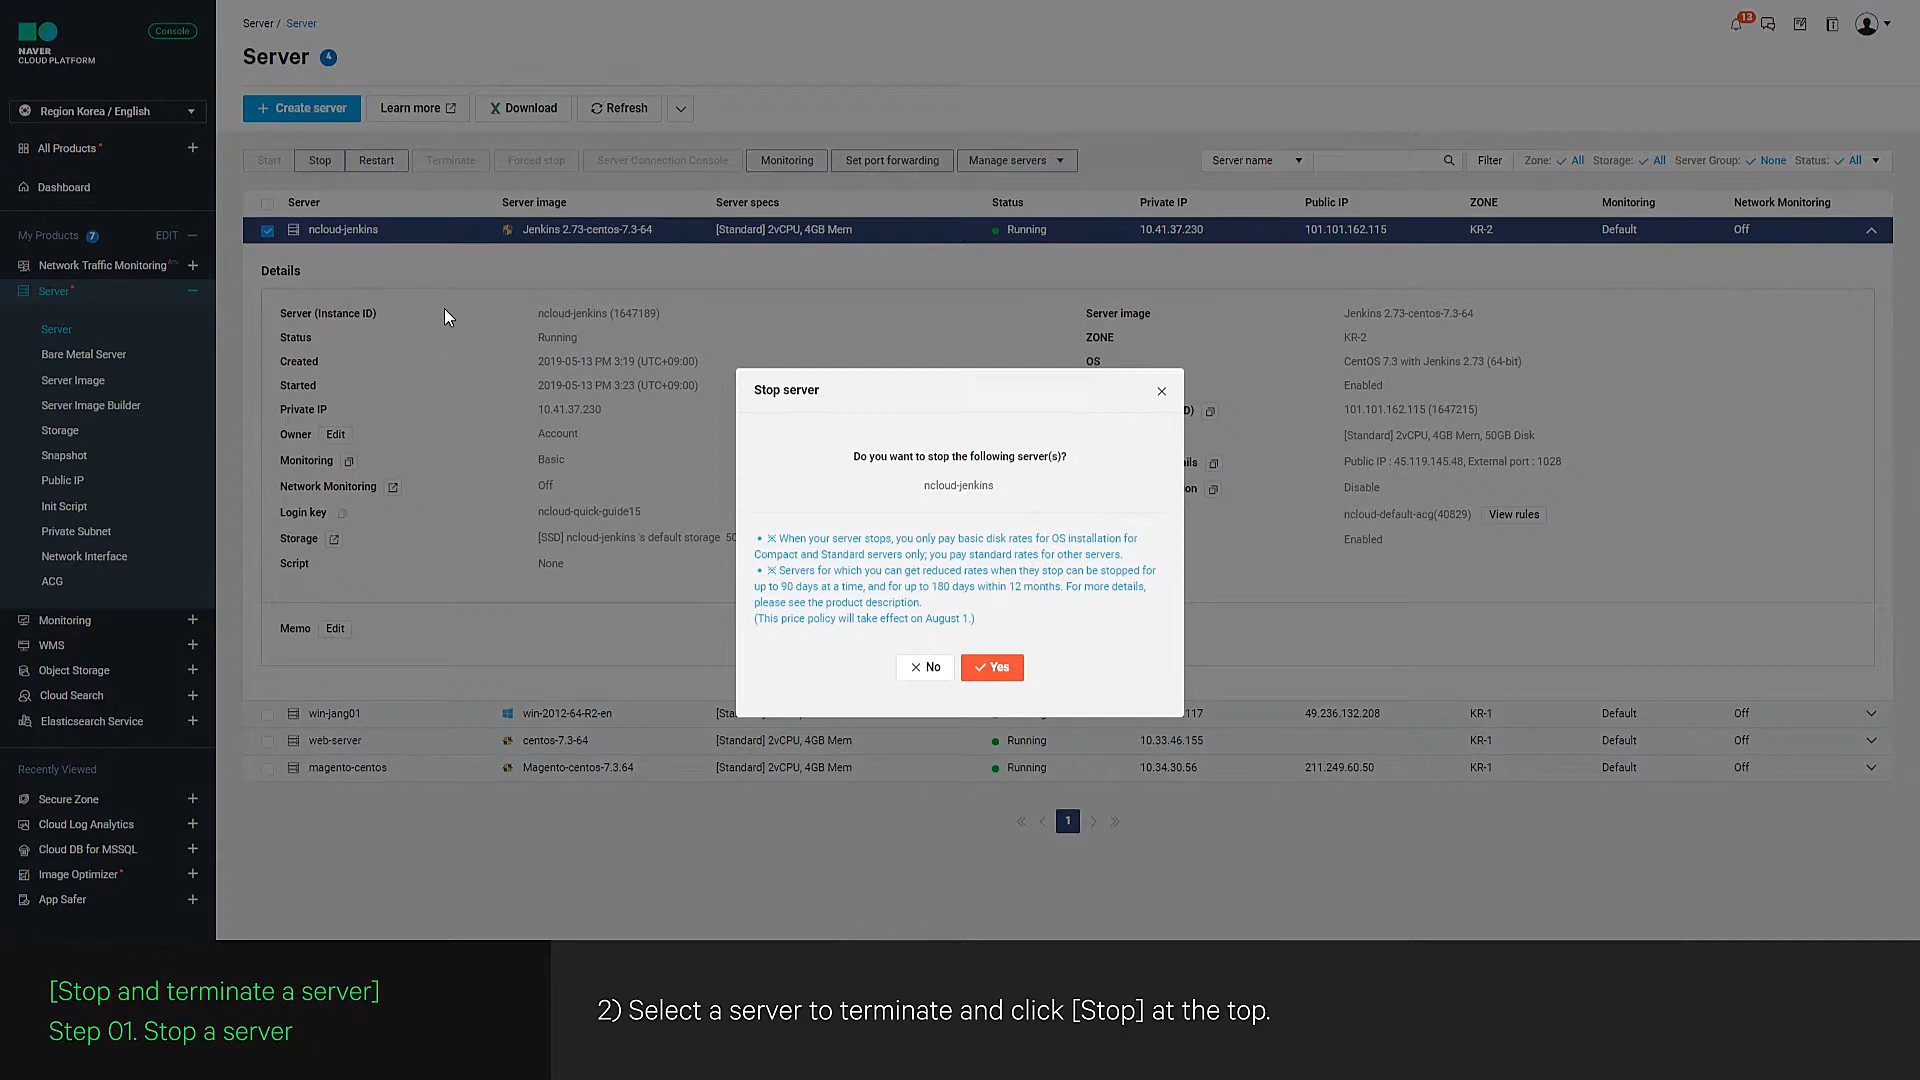 NAVER
CLOUD PLATFORM
Console
Region Korea / English
All Products
Dashboard
My Products 7 EDIT
Network Traffic Monitoring
Server
Server
Bare Metal Server
Server Image
Server Image Builder
Storage
Snapshot
Public IP
Init Script
Private Subnet
Network Interface
ACG
Monitoring
WMS
Object Storage
Cloud Search
Elasticsearch Service
Recently Viewed
Secure Zone
Cloud Log Analytics
Cloud DB for MSSQL
Image Optimizer
App Safer
Server / Server
13
Server 4
+ Create server Learn more Download Refresh
Start Stop Restart Terminate Forced stop Server Connection Console Monitoring Set port forwarding Manage servers Server name Filter Zone: All Storage: All Server Group: None Status: All
Server Server image Server specs Status Private IP Public IP ZONE Monitoring Network Monitoring
ncloud-jenkins Jenkins 2.73-centos-7.3-64 [Standard] 2vCPU, 4GB Mem Running 10.41.37.230 101.101.162.115 KR-2 Default Off
Details
Server (Instance ID) ncloud-jenkins (1647189) Server image Jenkins 2.73-centos-7.3-64
Status Running ZONE KR-2
Created 2019-05-13 PM 3:19 (UTC+09:00) OS CentOS 7.3 with Jenkins 2.73 (64-bit)
Started 2019-05-13 PM 3:23 (UTC+09:00) Enabled
Private IP 10.41.37.230 D) 101.101.162.115 (1647215)
Owner Edit Account [Standard] 2vCPU, 4GB Mem, 50GB Disk
Monitoring Basic ails Public IP : 45.119.145.48, External port : 1028
Network Monitoring Off on Disable
Login key ncloud-quick-guide15 ncloud-default-acg(40829) View rules
Storage [SSD] ncloud-jenkins 's default storage 50 Enabled
Script None
Memo Edit
Stop server
Do you want to stop the following server(s)?
ncloud-jenkins
• ※ When your server stops, you only pay basic disk rates for OS installation for
Compact and Standard servers only; you pay standard rates for other servers.
• ※ Servers for which you can get reduced rates when they stop can be stopped for
up to 90 days at a time, and for up to 180 days within 12 months. For more details,
please see the product description.
(This price policy will take effect on August 1.)
No Yes
win-jang01 win-2012-64-R2-en [Sta 117 49.236.132.208 KR-1 Default Off
web-server centos-7.3-64 [Standard] 2vCPU, 4GB Mem Running 10.33.46.155 KR-1 Default Off
magento-centos Magento-centos-7.3.64 [Standard] 2vCPU, 4GB Mem Running 10.34.30.56 211.249.60.50 KR-1 Default Off
1
[Stop and terminate a server]
Step 01. Stop a server
2) Select a server to terminate and click [Stop] at the top.